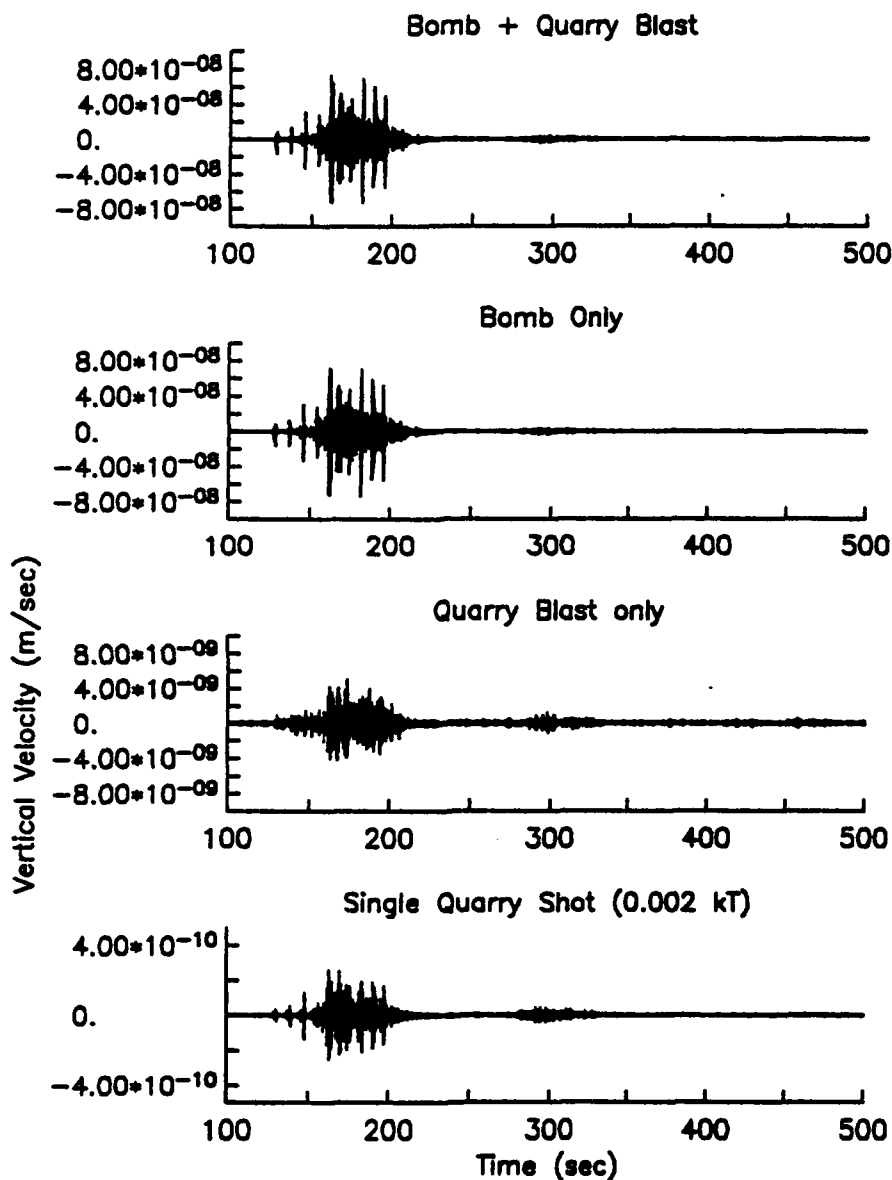 Bomb + Quarry Blast
8.00*10-08
4.00*10-08
0.
-4.00*10-08
-8.00*10-08
100 200 300 400 500
Bomb Only
8.00*10-08
4.00*10-08
0.
-4.00*10-08
-8.00*10-08
100 200 300 400 500
Vertical Velocity (m/sec)
Quarry Blast only
8.00*10-09
4.00*10-09
0.
-4.00*10-09
-8.00*10-09
100 200 300 400 500
Single Quarry Shot (0.002 kT)
4.00*10-10
0.
-4.00*10-10
100 200 300 400 500
Time (sec)